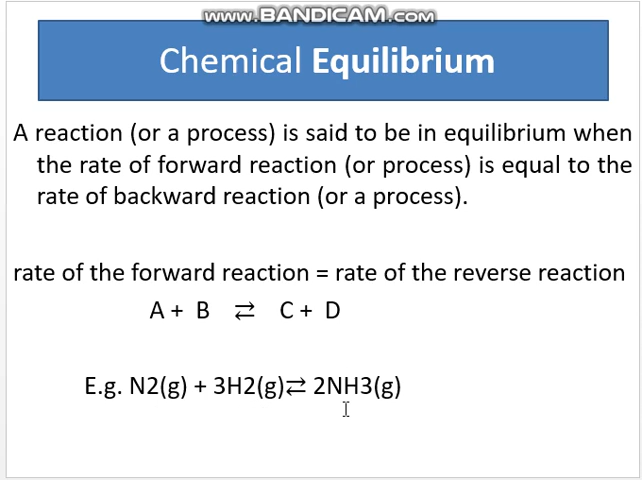 www.BANDICAM.com
Chemical Equilibrium
A reaction (or a process) is said to be in equilibrium when
the rate of forward reaction (or process) is equal to the
rate of backward reaction (or a process).
rate of the forward reaction = rate of the reverse reaction
A + B ⇄ C + D
E.g. N2(g) + 3H2(g)⇄ 2NH3(g)